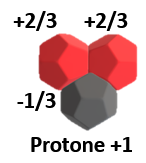 +2/3 +2/3
-1/3
Protone +1